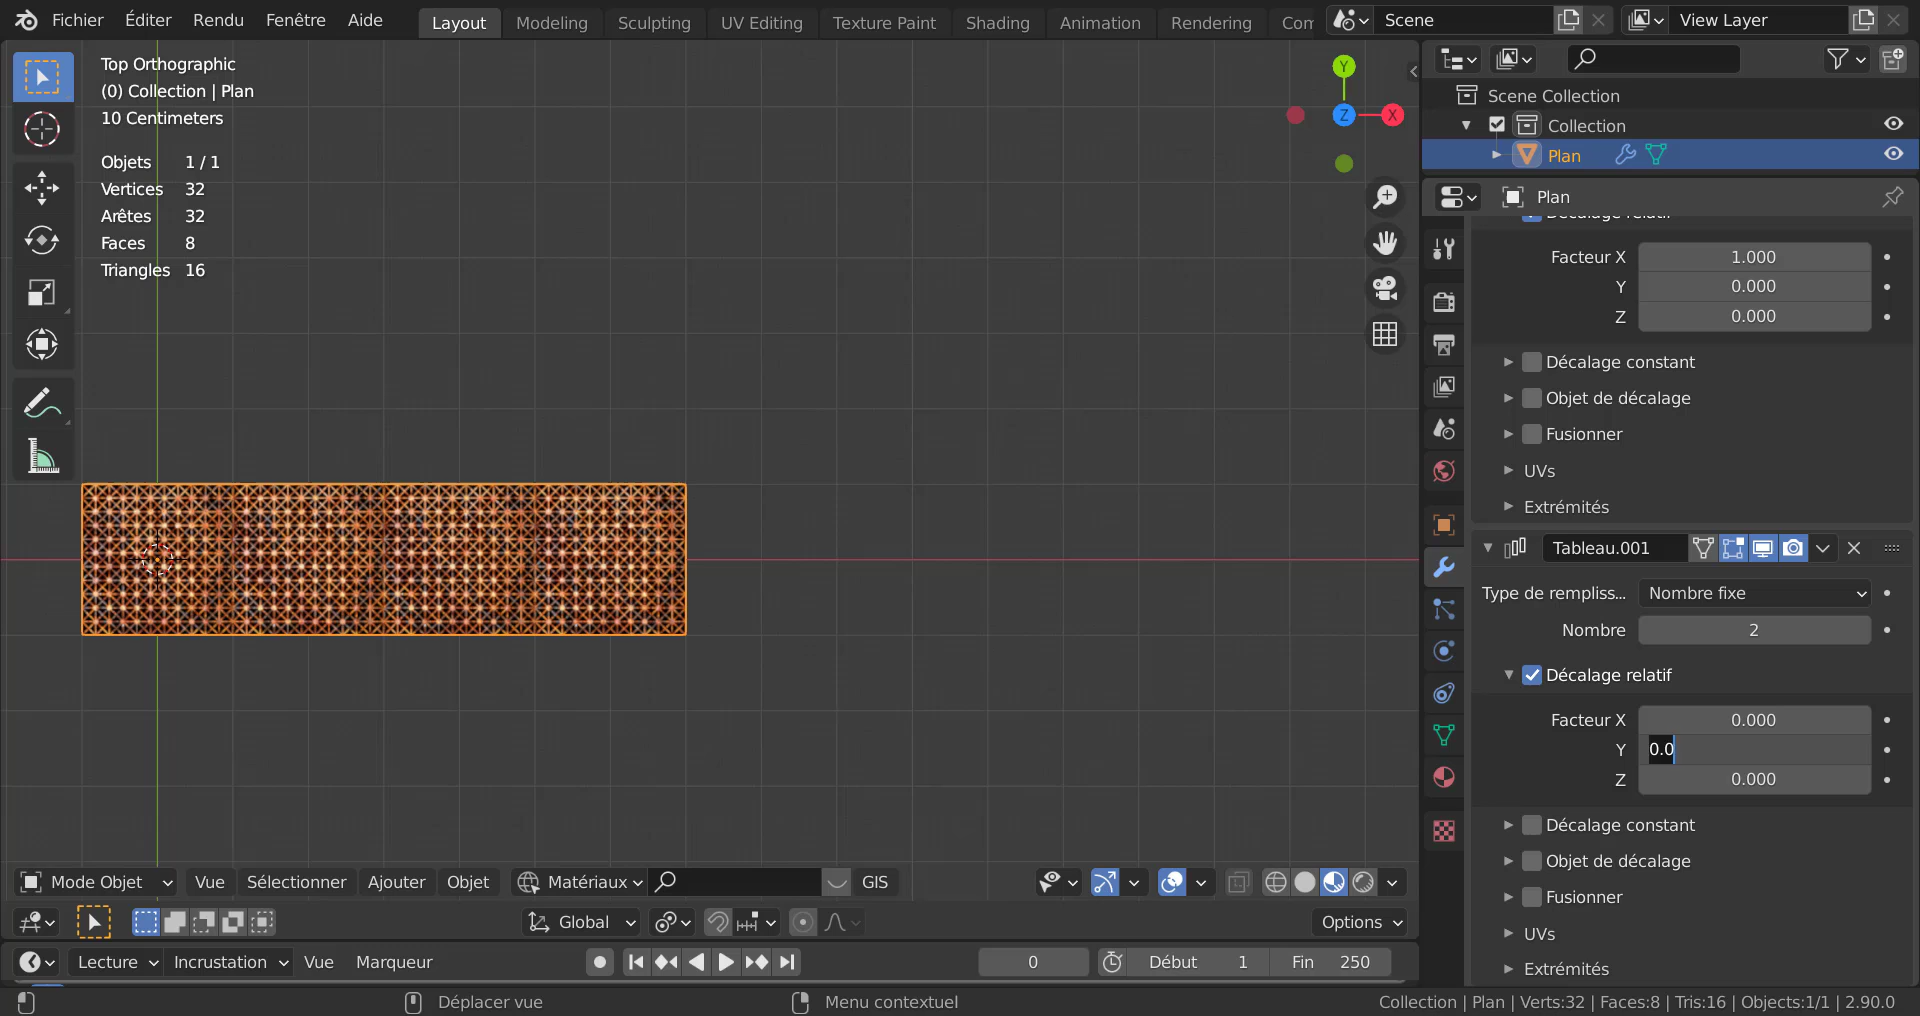 Fichier Éditer Rendu Fenêtre Aide Layout Modeling Sculpting UV Editing Texture Paint Shading Animation Rendering Com Scene View Layer
Top Orthographic
(0) Collection | Plan
10 Centimeters
Objets 1 / 1
Vertices 32
Arêtes 32
Faces 8
Triangles 16
Y
Z X
Scene Collection
Collection
Plan
Plan
Décalage relatif
Facteur X 1.000
Y 0.000
Z 0.000
Décalage constant
Objet de décalage
Fusionner
UVs
Extrémités
Tableau.001
Type de rempliss... Nombre fixe
Nombre 2
Décalage relatif
Facteur X 0.000
Y 0.0
Z 0.000
Décalage constant
Objet de décalage
Fusionner
UVs
Extrémités
Mode Objet Vue Sélectionner Ajouter Objet Matériaux GIS
Global Options
Lecture Incrustation Vue Marqueur 0 Début 1 Fin 250
Déplacer vue Menu contextuel Collection | Plan | Verts:32 | Faces:8 | Tris:16 | Objects:1/1 | 2.90.0